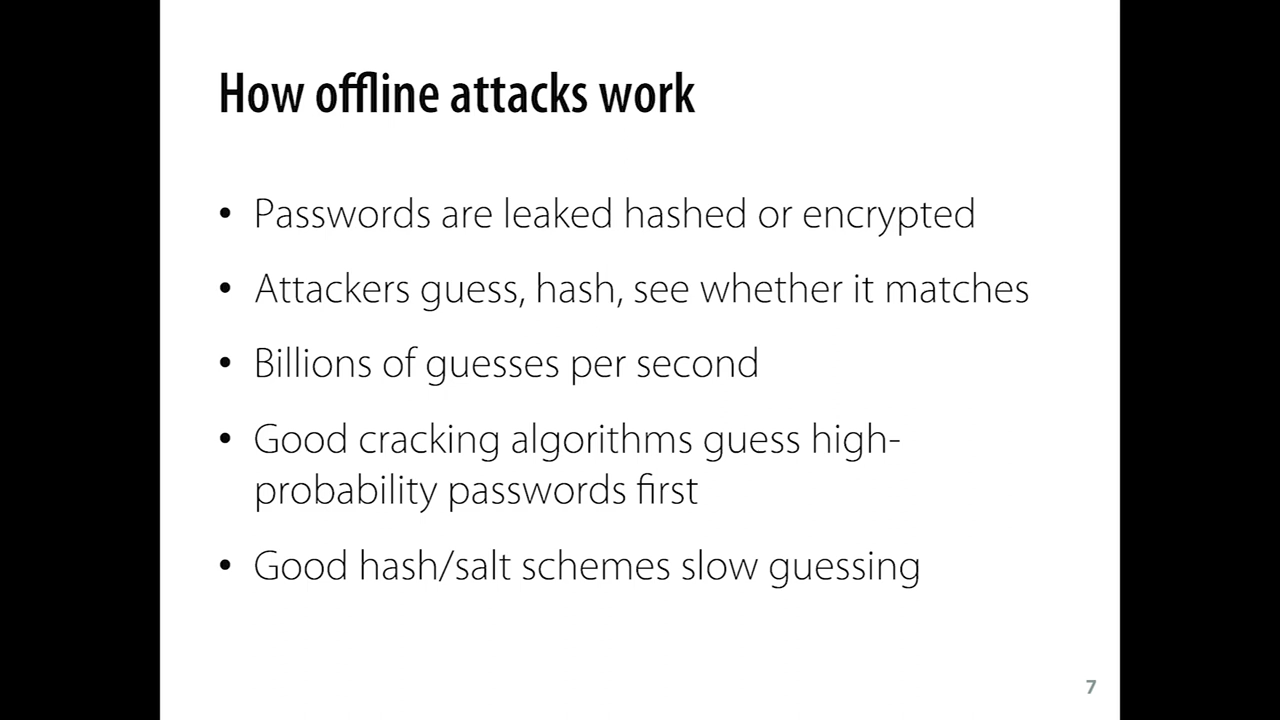 How offline attacks work
• Passwords are leaked hashed or encrypted
• Attackers guess, hash, see whether it matches
• Billions of guesses per second
• Good cracking algorithms guess high-
probability passwords first
• Good hash/salt schemes slow guessing
7